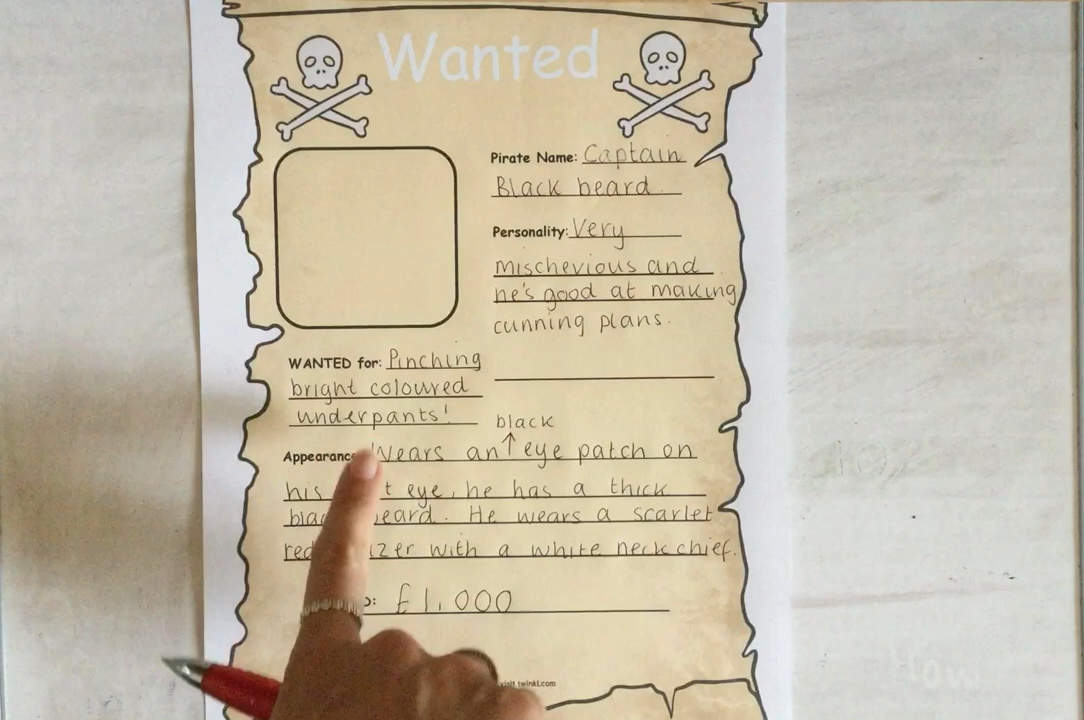 Wanted
Pirate Name: Captain
Black beard
Personality: Very
mischevious and
he's good at making
cunning plans.
WANTED for: Pinching
bright coloured
underpants!
black
Wears an ↑ eye patch on
his eye, he has a thick
beard. He wears a scarlet
red with a white neck chief.
£1,000
visit twinkl.com